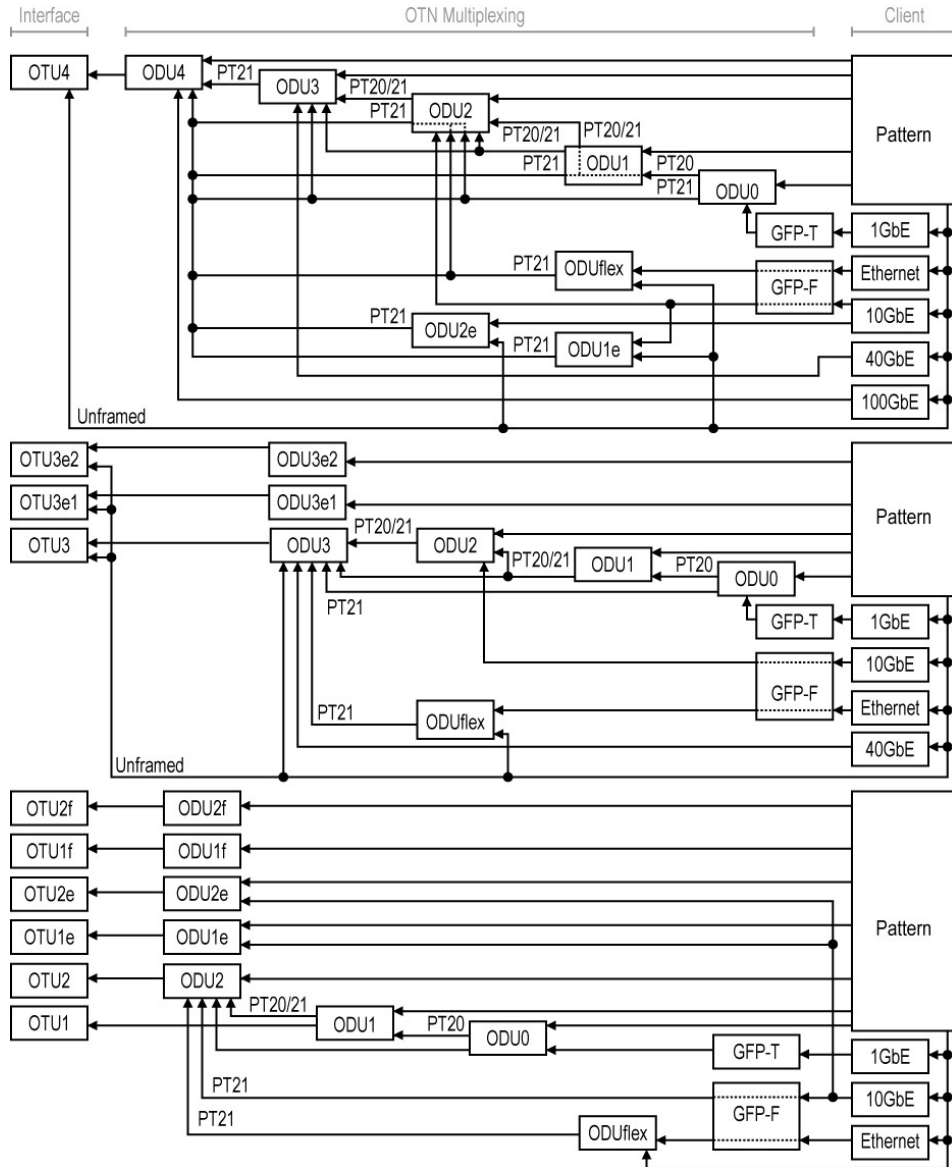 Interface OTN Multiplexing Client
OTU4 ODU4 PT21 ODU3 PT20/21 Pattern
PT21 ODU2 PT20/21 PT20/21
PT21 ODU1 PT20
PT21 ODU0
GFP-T 1GbE
PT21 ODUflex GFP-F Ethernet
PT21 ODU2e 10GbE
PT21 ODU1e 40GbE
100GbE
Unframed
OTU3e2 ODU3e2 Pattern
OTU3e1 ODU3e1
OTU3 ODU3 PT20/21 ODU2 PT20/21 ODU1 PT20 ODU0
PT21
GFP-T 1GbE
10GbE
GFP-F
PT21 ODUflex Ethernet
40GbE
Unframed
OTU2f ODU2f Pattern
OTU1f ODU1f
OTU2e ODU2e
OTU1e ODU1e
OTU2 ODU2
PT20/21
OTU1 ODU1 PT20 ODU0
GFP-T 1GbE
PT21 10GbE
GFP-F
PT21 ODUflex Ethernet